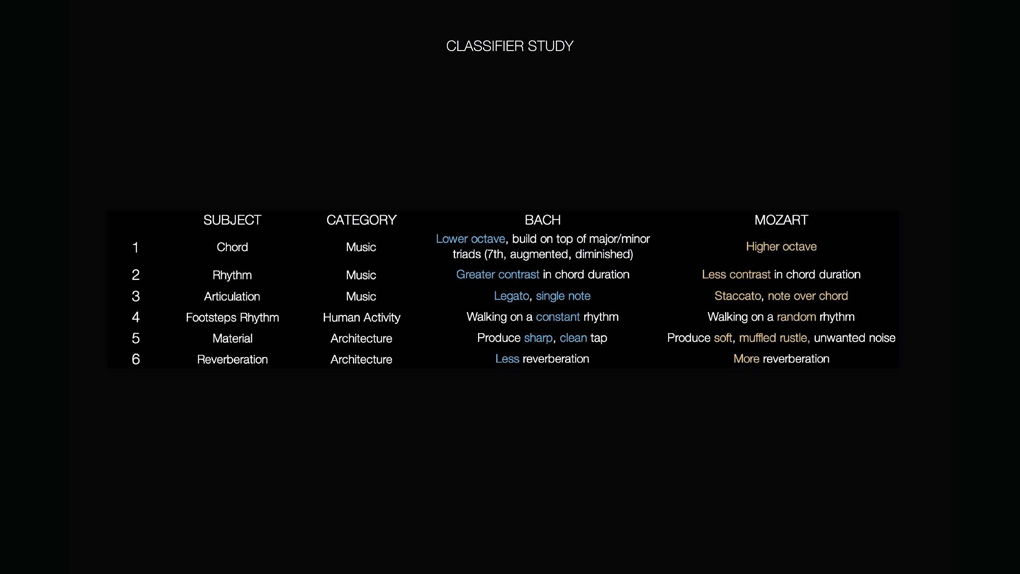 CLASSIFIER STUDY
SUBJECT CATEGORY BACH MOZART
1 Chord Music Lower octave, build on top of major/minor triads (7th, augmented, diminished) Higher octave
2 Rhythm Music Greater contrast in chord duration Less contrast in chord duration
3 Articulation Music Legato, single note Staccato, note over chord
4 Footsteps Rhythm Human Activity Walking on a constant rhythm Walking on a random rhythm
5 Material Architecture Produce sharp, clean tap Produce soft, muffled rustle, unwanted noise
6 Reverberation Architecture Less reverberation More reverberation